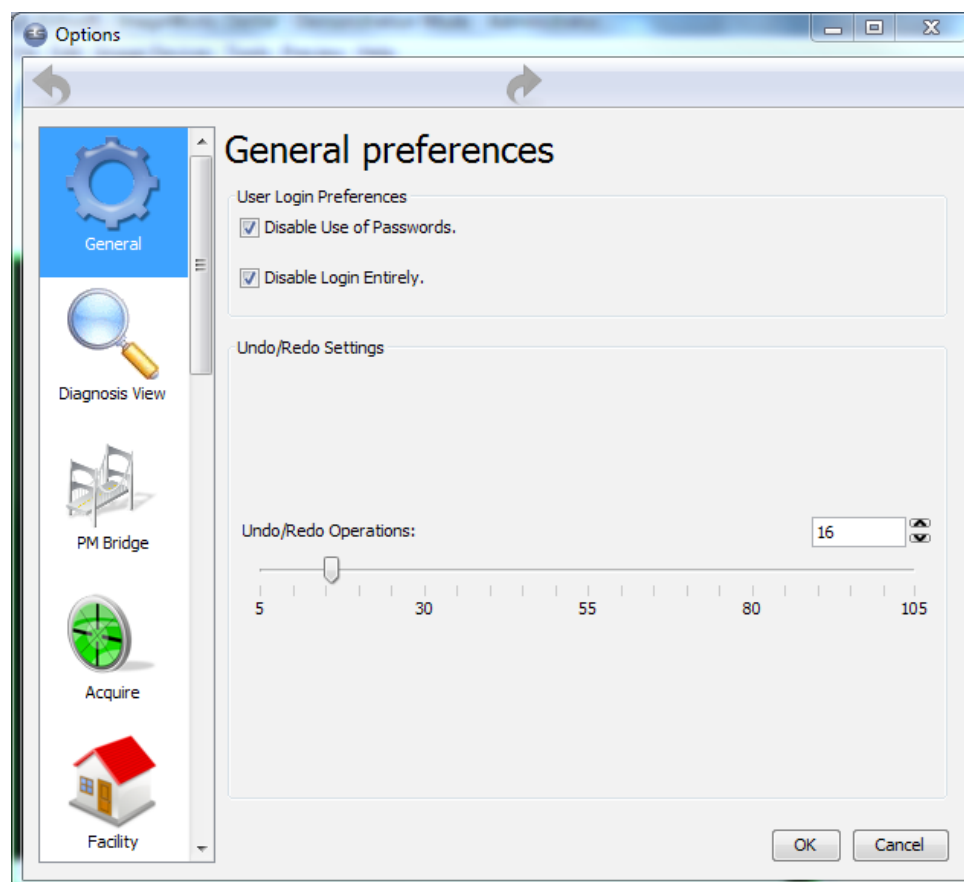 Options
General preferences
User Login Preferences
Disable Use of Passwords.
Disable Login Entirely.
Undo/Redo Settings
Undo/Redo Operations:
16
5 30 55 80 105
General
Diagnosis View
PM Bridge
Acquire
Facility
OK Cancel